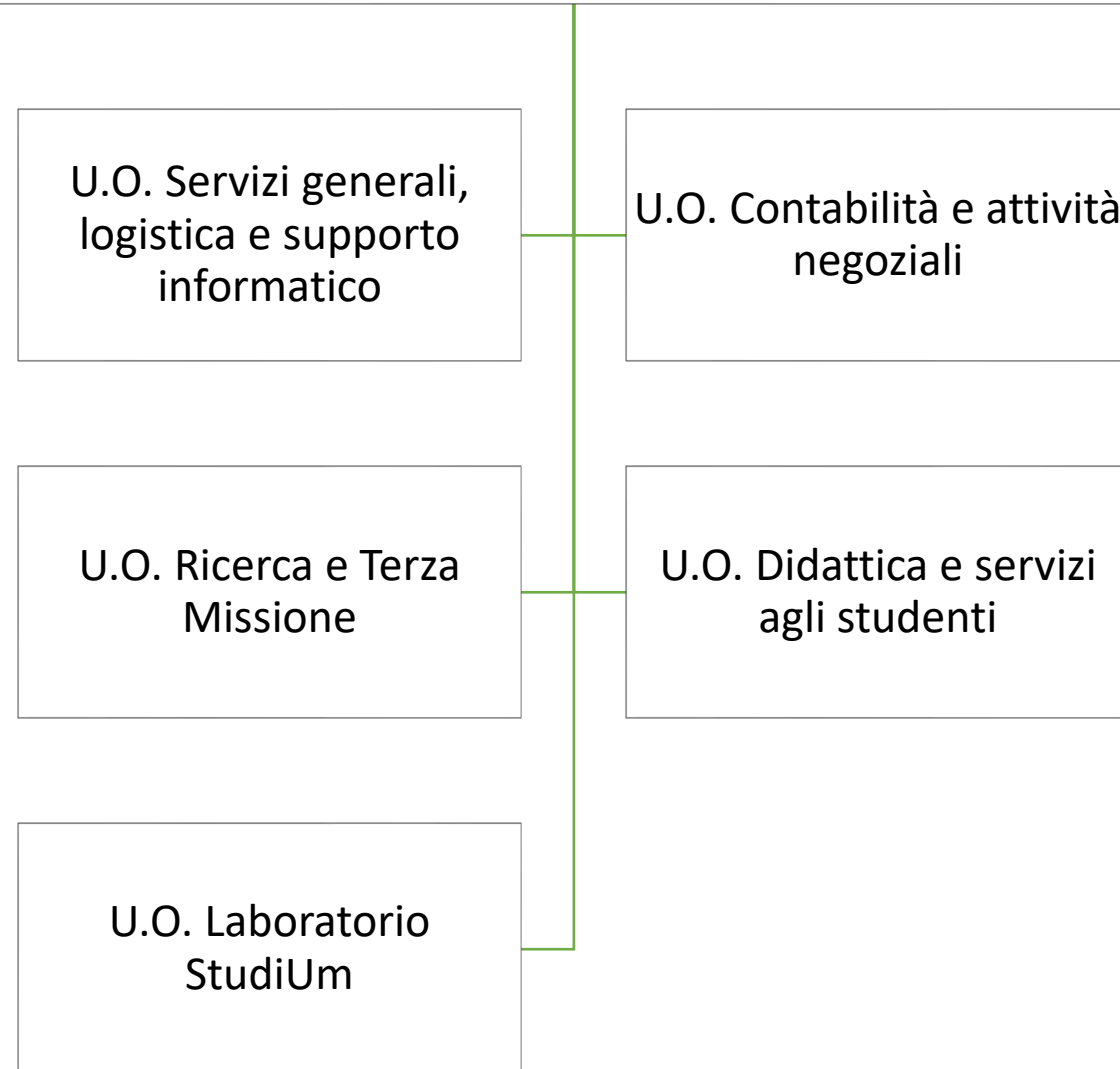 U.O. Servizi generali,
logistica e supporto
informatico
U.O. Contabilità e attività
negoziali
U.O. Ricerca e Terza
Missione
U.O. Didattica e servizi
agli studenti
U.O. Laboratorio
StudiUm